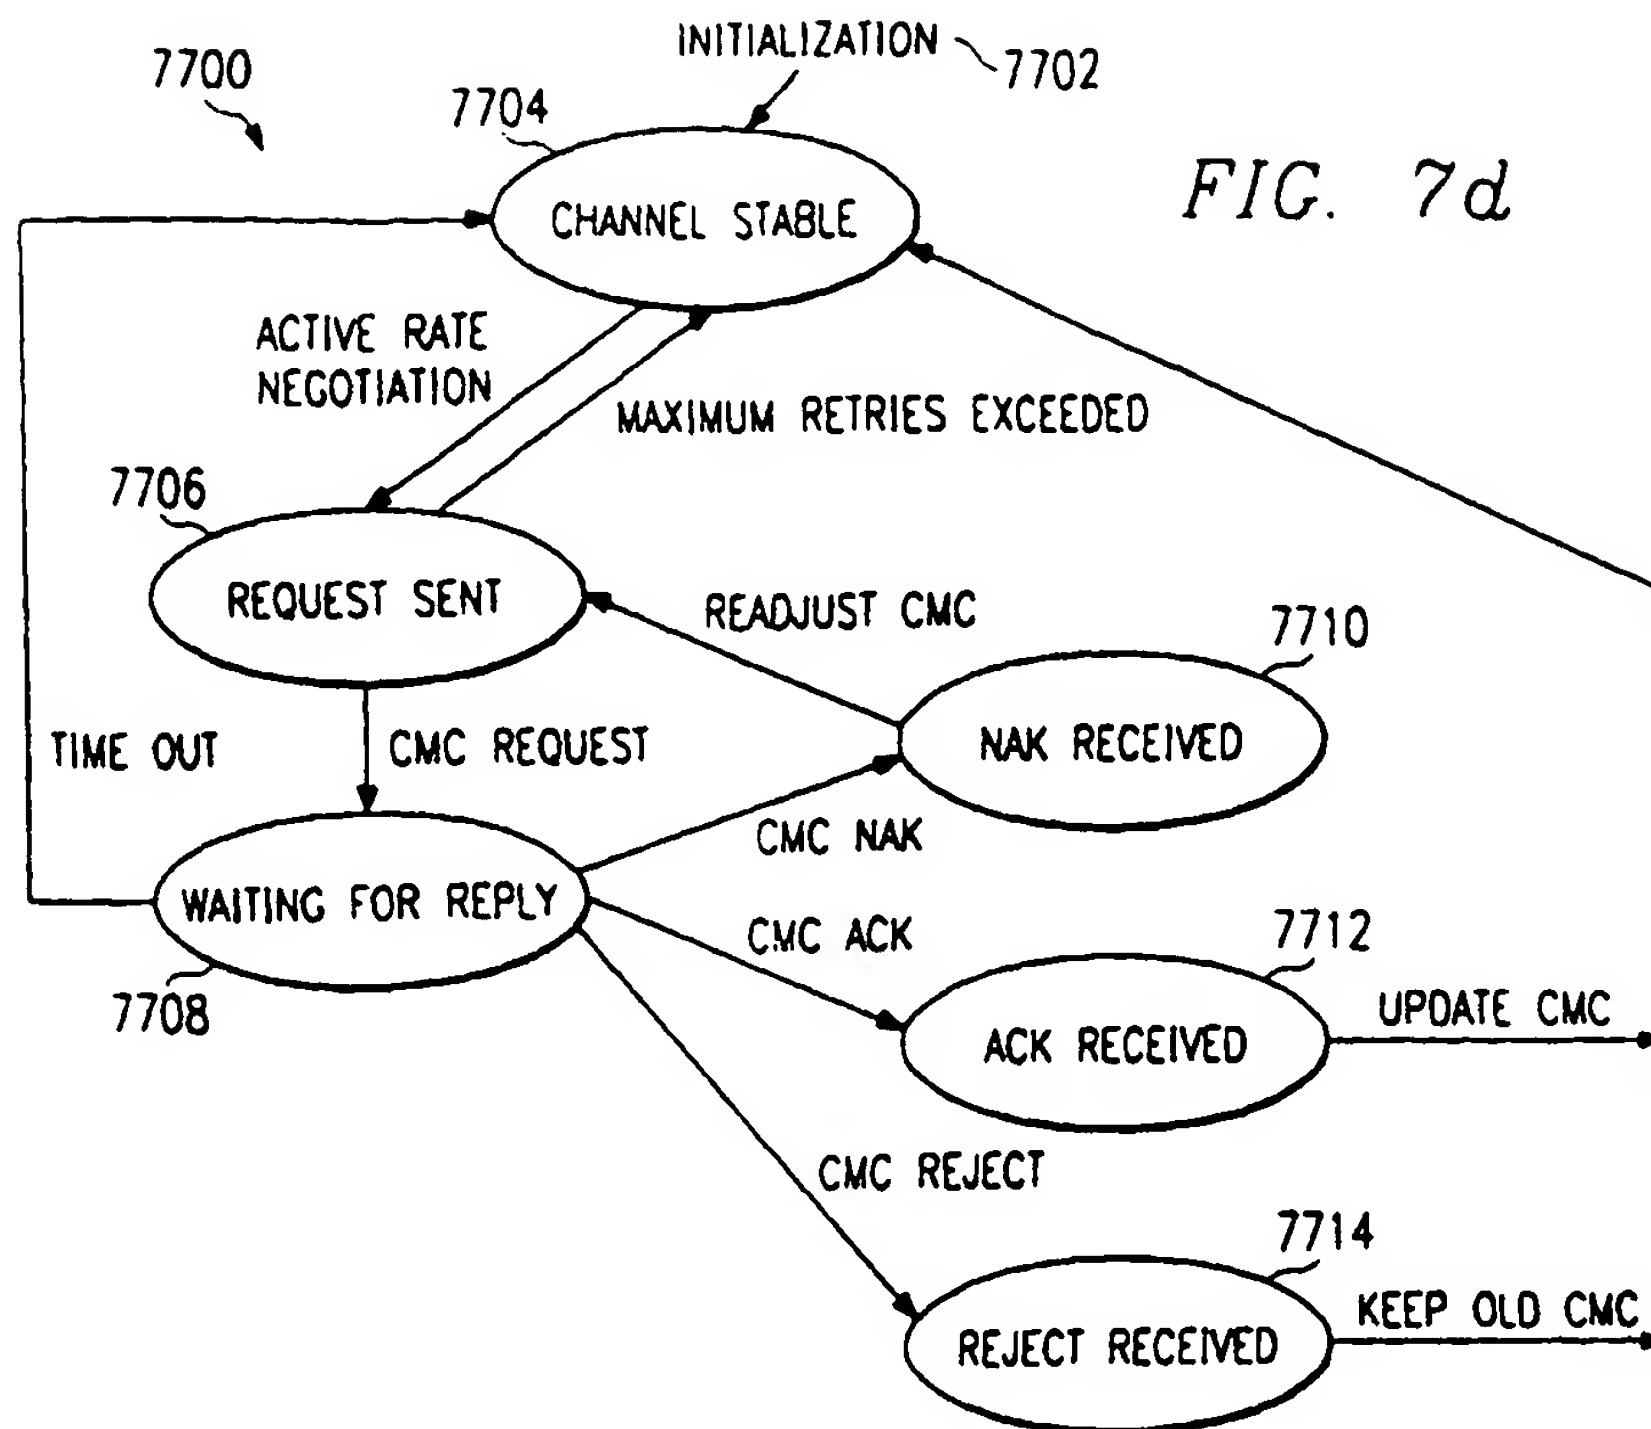 INITIALIZATION
7702
7700
7704
FIG. 7d
CHANNEL STABLE
ACTIVE RATE
NEGOTIATION
MAXIMUM RETRIES EXCEEDED
7706
REQUEST SENT
READJUST CMC
7710
NAK RECEIVED
TIME OUT
CMC REQUEST
CMC NAK
WAITING FOR REPLY
7708
CMC ACK
7712
ACK RECEIVED
UPDATE CMC
CMC REJECT
7714
REJECT RECEIVED
KEEP OLD CMC